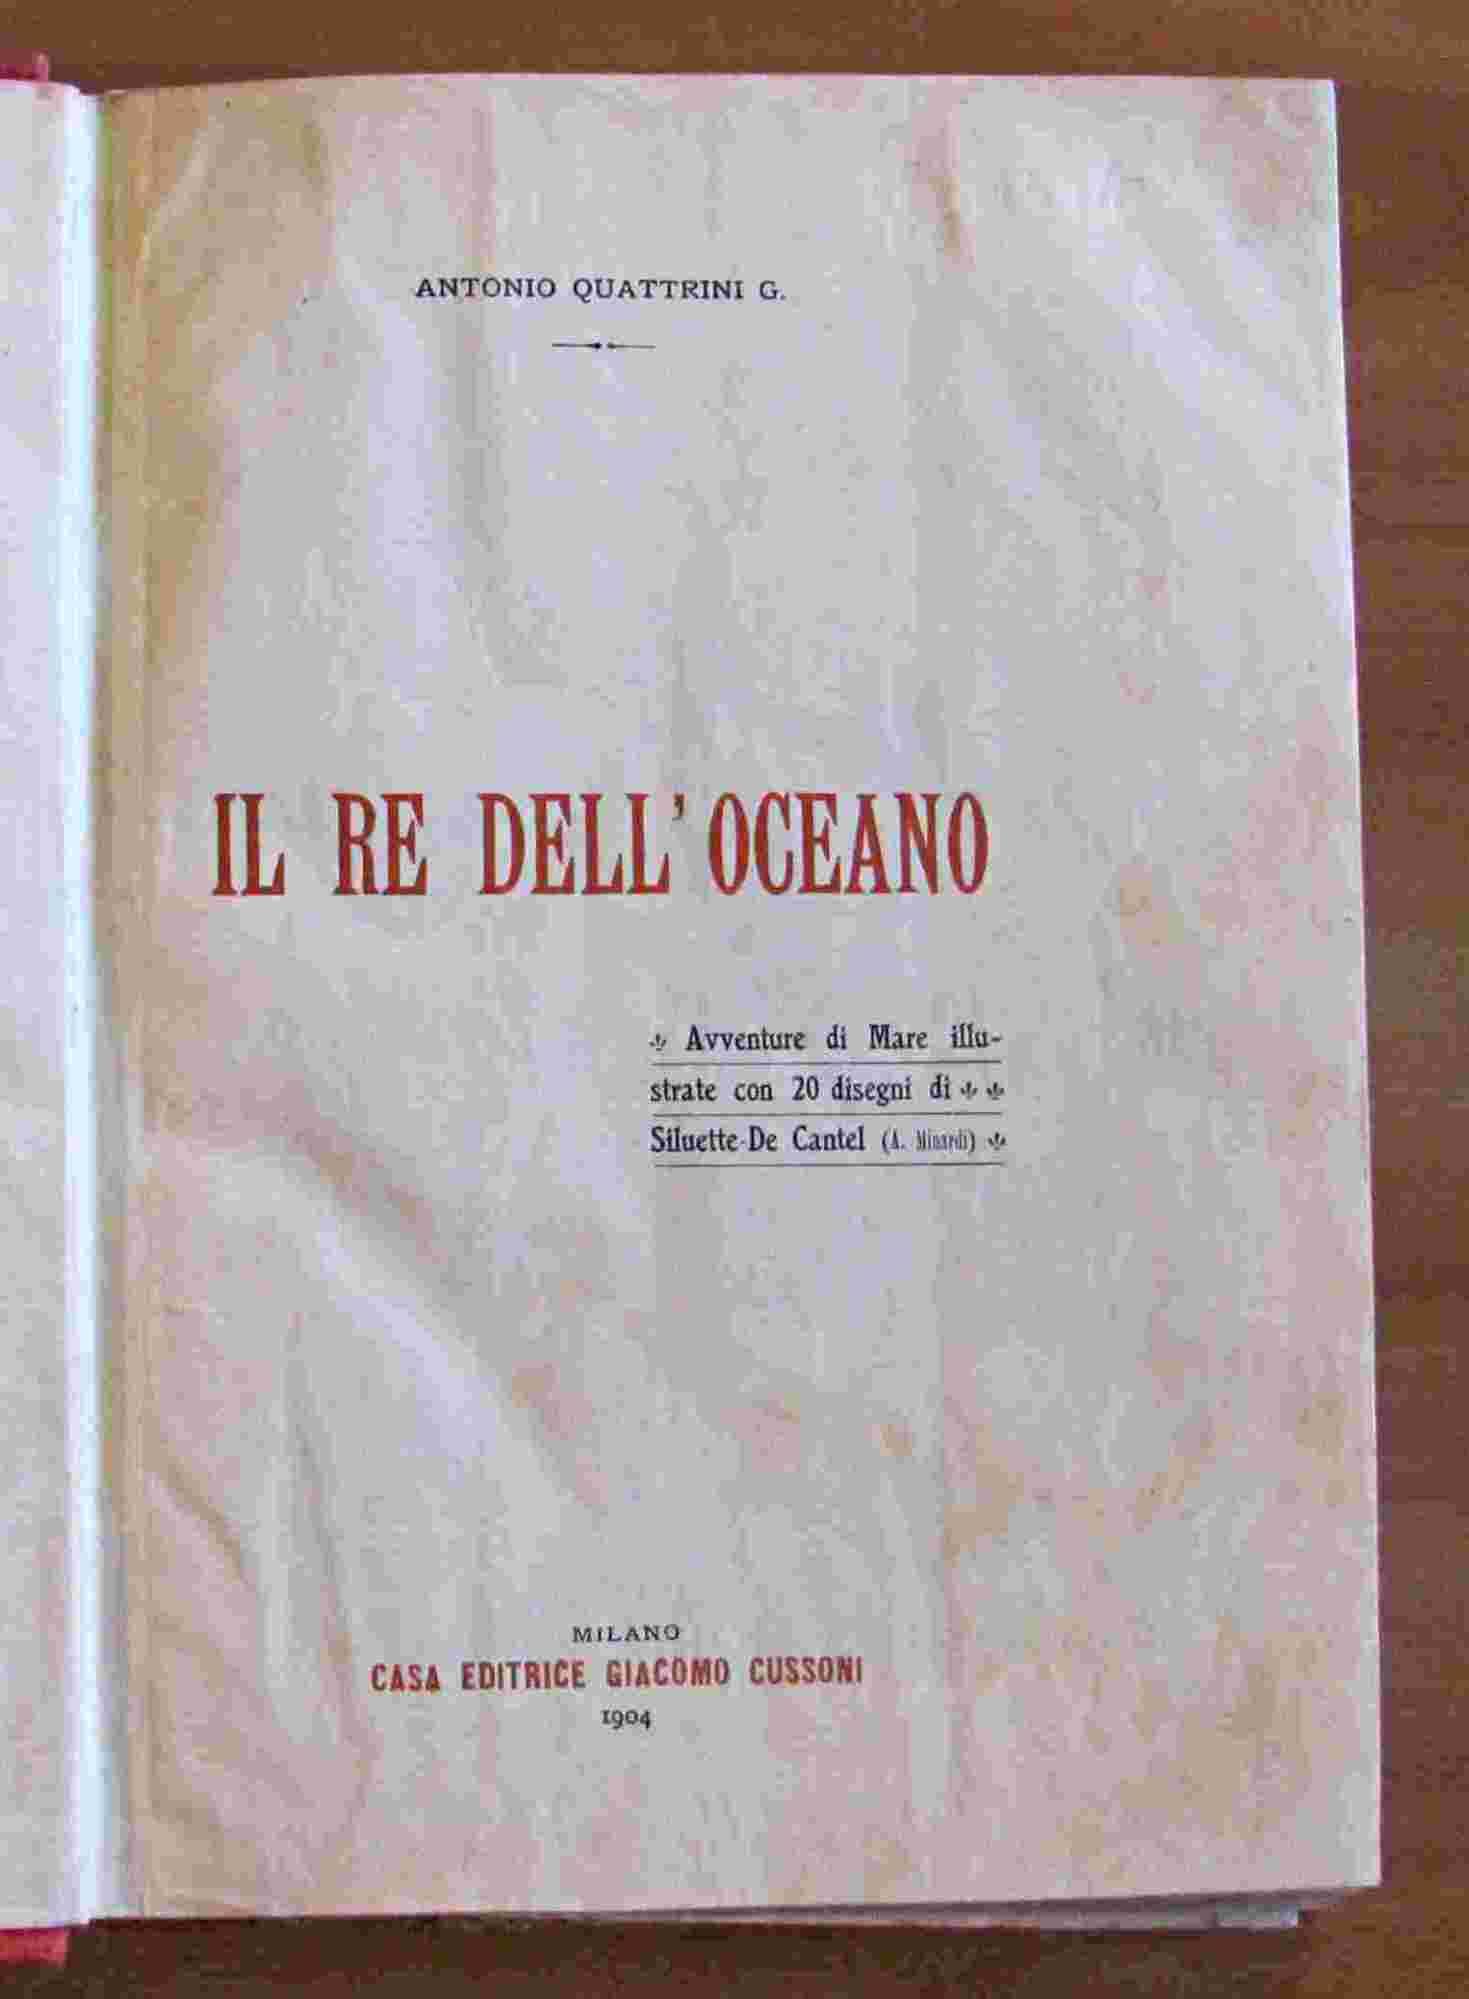 ANTONIO QUATTRINI G.
IL RE DELL'OCEANO
Avventure di Mare illu-
strate con 20 disegni di
Siluette-De Cantel (A. Minardi)
MILANO
CASA EDITRICE GIACOMO CUSSONI
1904